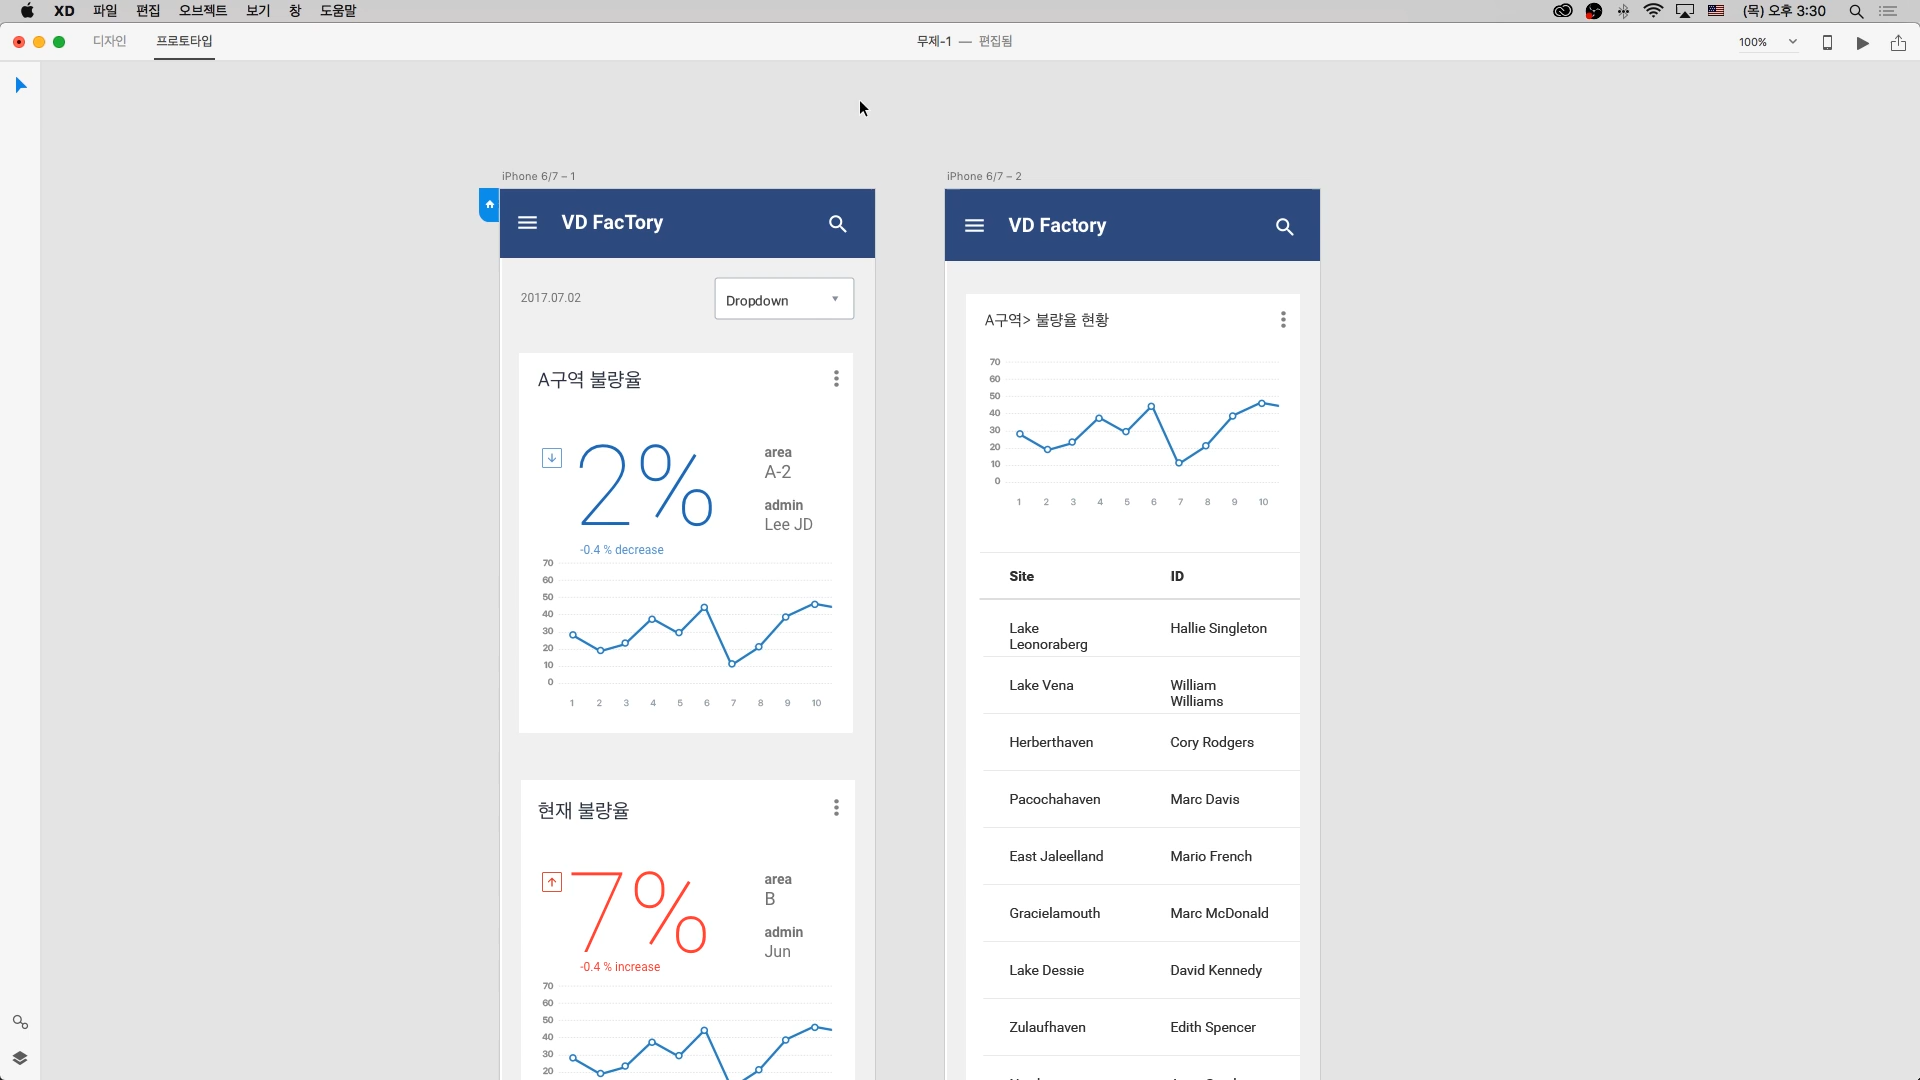 XD 파일 편집 오브젝트 보기 창 도움말
(목) 오후 3:30
디자인 프로토타입
무제-1 — 편집됨
100%
iPhone 6/7 – 1
VD FacTory
2017.07.02
Dropdown
A구역 불량율
2%
area
A-2
admin
Lee JD
-0.4 % decrease
70
60
50
40
30
20
10
0
1 2 3 4 5 6 7 8 9 10
현재 불량율
7%
area
B
admin
Jun
-0.4 % increase
70
60
50
40
30
20
iPhone 6/7 – 2
VD Factory
A구역> 불량율 현황
70
60
50
40
30
20
10
0
1 2 3 4 5 6 7 8 9 10
Site ID
Lake Hallie Singleton
Leonoraberg
Lake Vena William
Williams
Herberthaven Cory Rodgers
Pacochahaven Marc Davis
East Jaleelland Mario French
Gracielamouth Marc McDonald
Lake Dessie David Kennedy
Zulaufhaven Edith Spencer